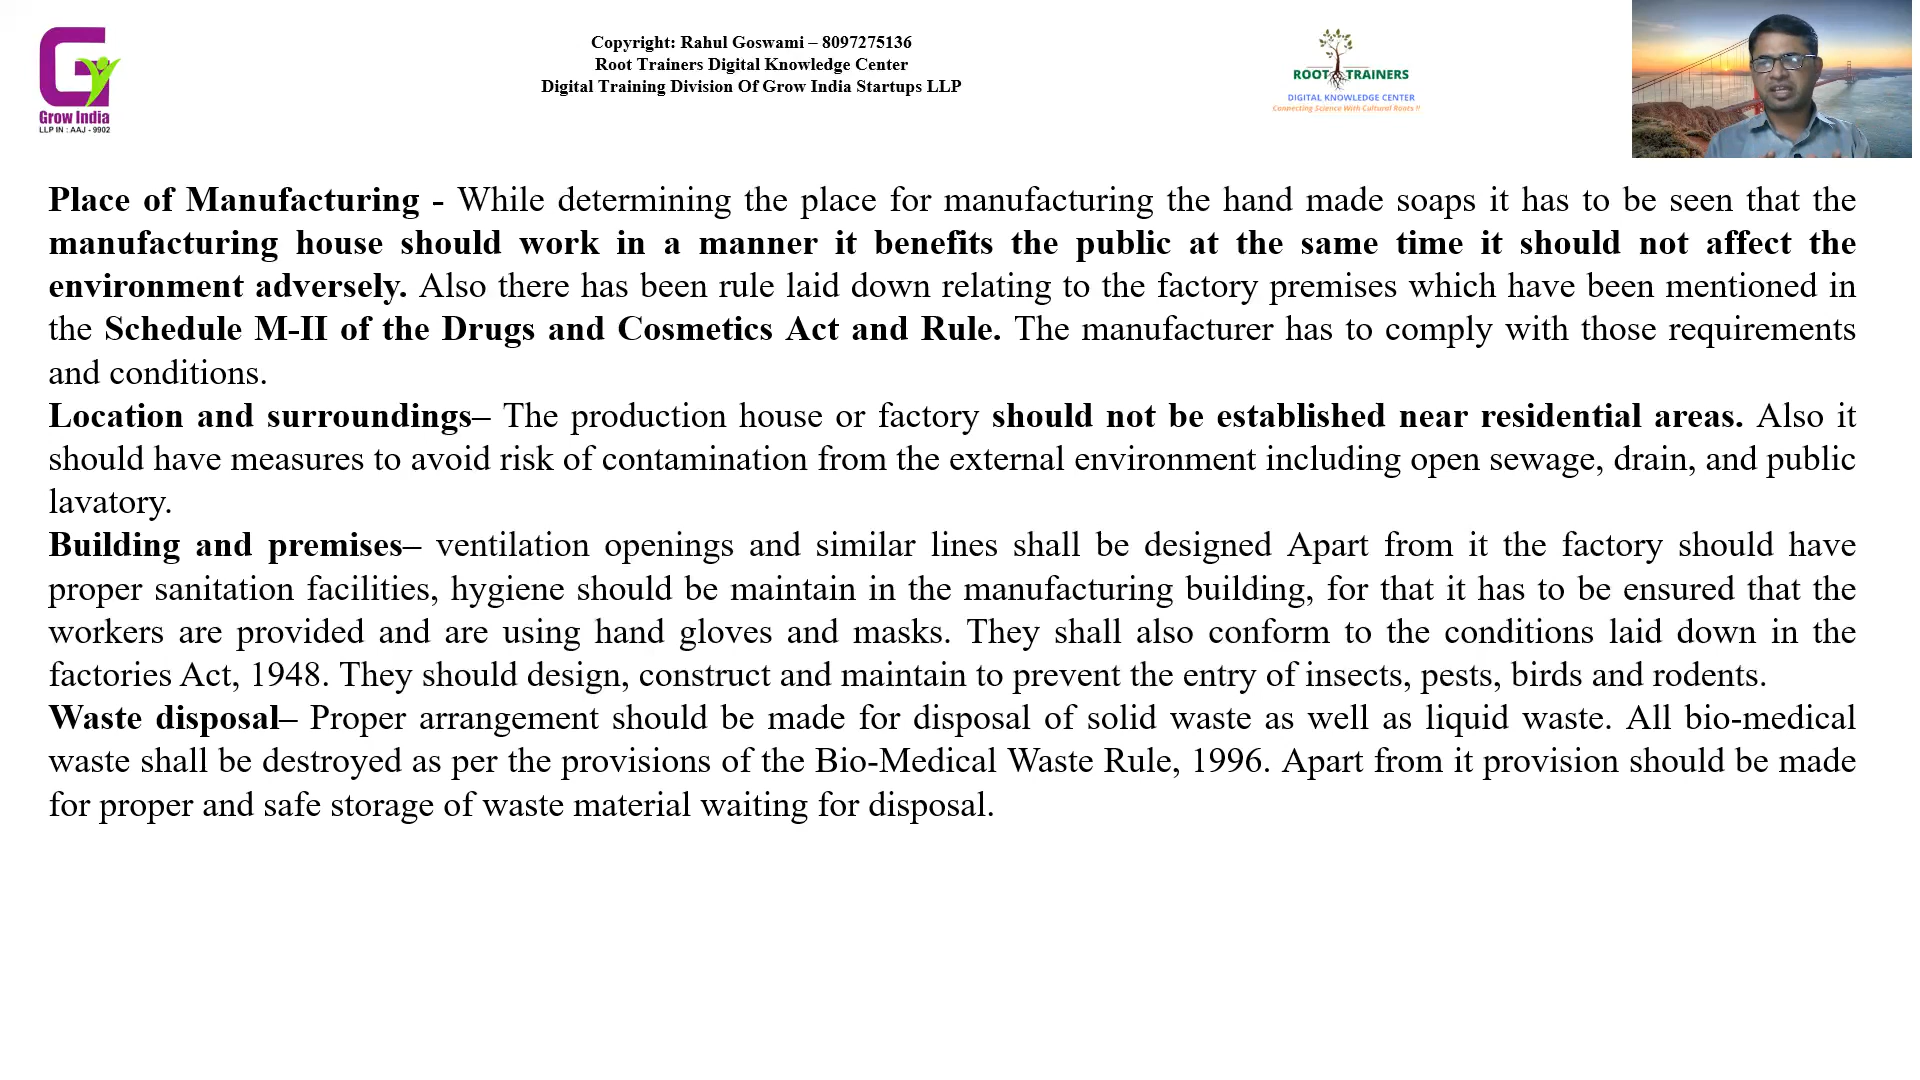 G
Grow India
LLP IN : AAJ - 9902
Copyright: Rahul Goswami – 8097275136
Root Trainers Digital Knowledge Center
Digital Training Division Of Grow India Startups LLP
ROOT TRAINERS
DIGITAL KNOWLEDGE CENTER
Connecting Science With Cultural Roots !!
Place of Manufacturing - While determining the place for manufacturing the hand made soaps it has to be seen that the
manufacturing house should work in a manner it benefits the public at the same time it should not affect the
environment adversely. Also there has been rule laid down relating to the factory premises which have been mentioned in
the Schedule M-II of the Drugs and Cosmetics Act and Rule. The manufacturer has to comply with those requirements
and conditions.
Location and surroundings– The production house or factory should not be established near residential areas. Also it
should have measures to avoid risk of contamination from the external environment including open sewage, drain, and public
lavatory.
Building and premises– ventilation openings and similar lines shall be designed Apart from it the factory should have
proper sanitation facilities, hygiene should be maintain in the manufacturing building, for that it has to be ensured that the
workers are provided and are using hand gloves and masks. They shall also conform to the conditions laid down in the
factories Act, 1948. They should design, construct and maintain to prevent the entry of insects, pests, birds and rodents.
Waste disposal– Proper arrangement should be made for disposal of solid waste as well as liquid waste. All bio-medical
waste shall be destroyed as per the provisions of the Bio-Medical Waste Rule, 1996. Apart from it provision should be made
for proper and safe storage of waste material waiting for disposal.